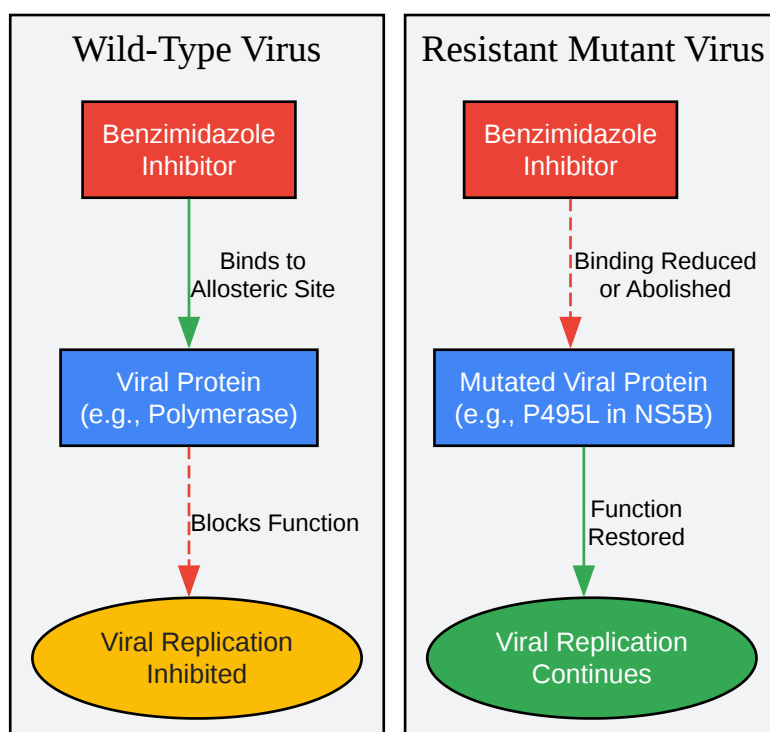 Wild-Type Virus
Benzimidazole
Inhibitor
Binds to
Allosteric Site
Viral Protein
(e.g., Polymerase)
Blocks Function
Viral Replication
Inhibited
Resistant Mutant Virus
Benzimidazole
Inhibitor
Binding Reduced
or Abolished
Mutated Viral Protein
(e.g., P495L in NS5B)
Function
Restored
Viral Replication
Continues